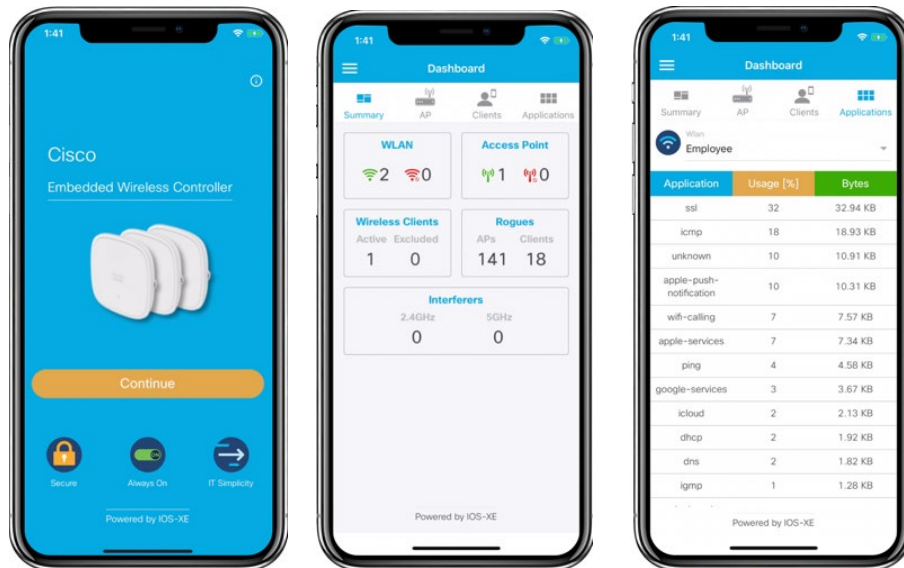 1:41
Cisco
Embedded Wireless Controller
Continue
Secure
Always On
IT Simplicity
Powered by IOS-XE
1:41
Dashboard
Summary
AP
Clients
Applications
WLAN
2
0
Access Point
1
0
Wireless Clients
Active Excluded
1 0
Rogues
APs Clients
141 18
Interferers
2.4GHz 5GHz
0 0
Powered by IOS-XE
1:41
Dashboard
Summary
AP
Clients
Applications
Wlan
Employee
Application Usage [%] Bytes
ssl 32 32.94 KB
icmp 18 18.93 KB
unknown 10 10.91 KB
apple-push-
notification 10 10.31 KB
wifi-calling 7 7.57 KB
apple-services 7 7.34 KB
ping 4 4.58 KB
google-services 3 3.67 KB
icloud 2 2.13 KB
dhcp 2 1.92 KB
dns 2 1.82 KB
igmp 1 1.28 KB
Powered by IOS-XE